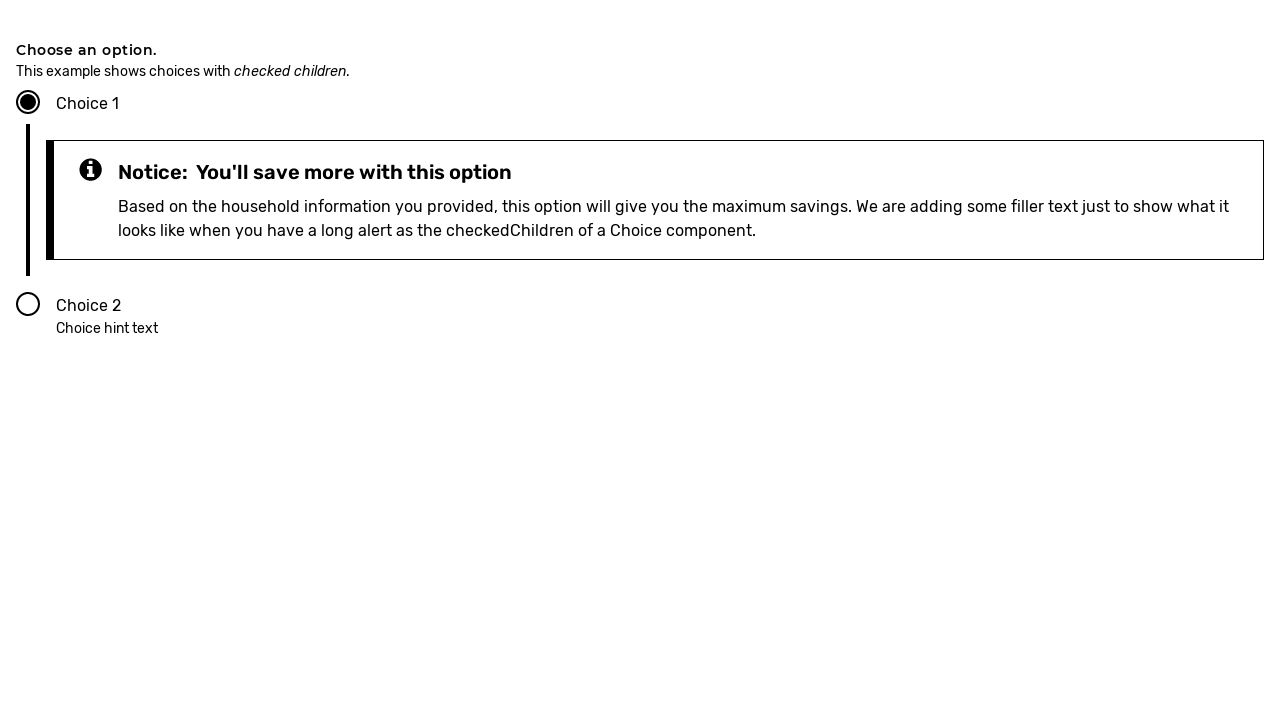 Choose an option.
This example shows choices with checked children.
Choice 1
Notice: You'll save more with this option
Based on the household information you provided, this option will give you the maximum savings. We are adding some filler text just to show what it
looks like when you have a long alert as the checkedChildren of a Choice component.
Choice 2
Choice hint text